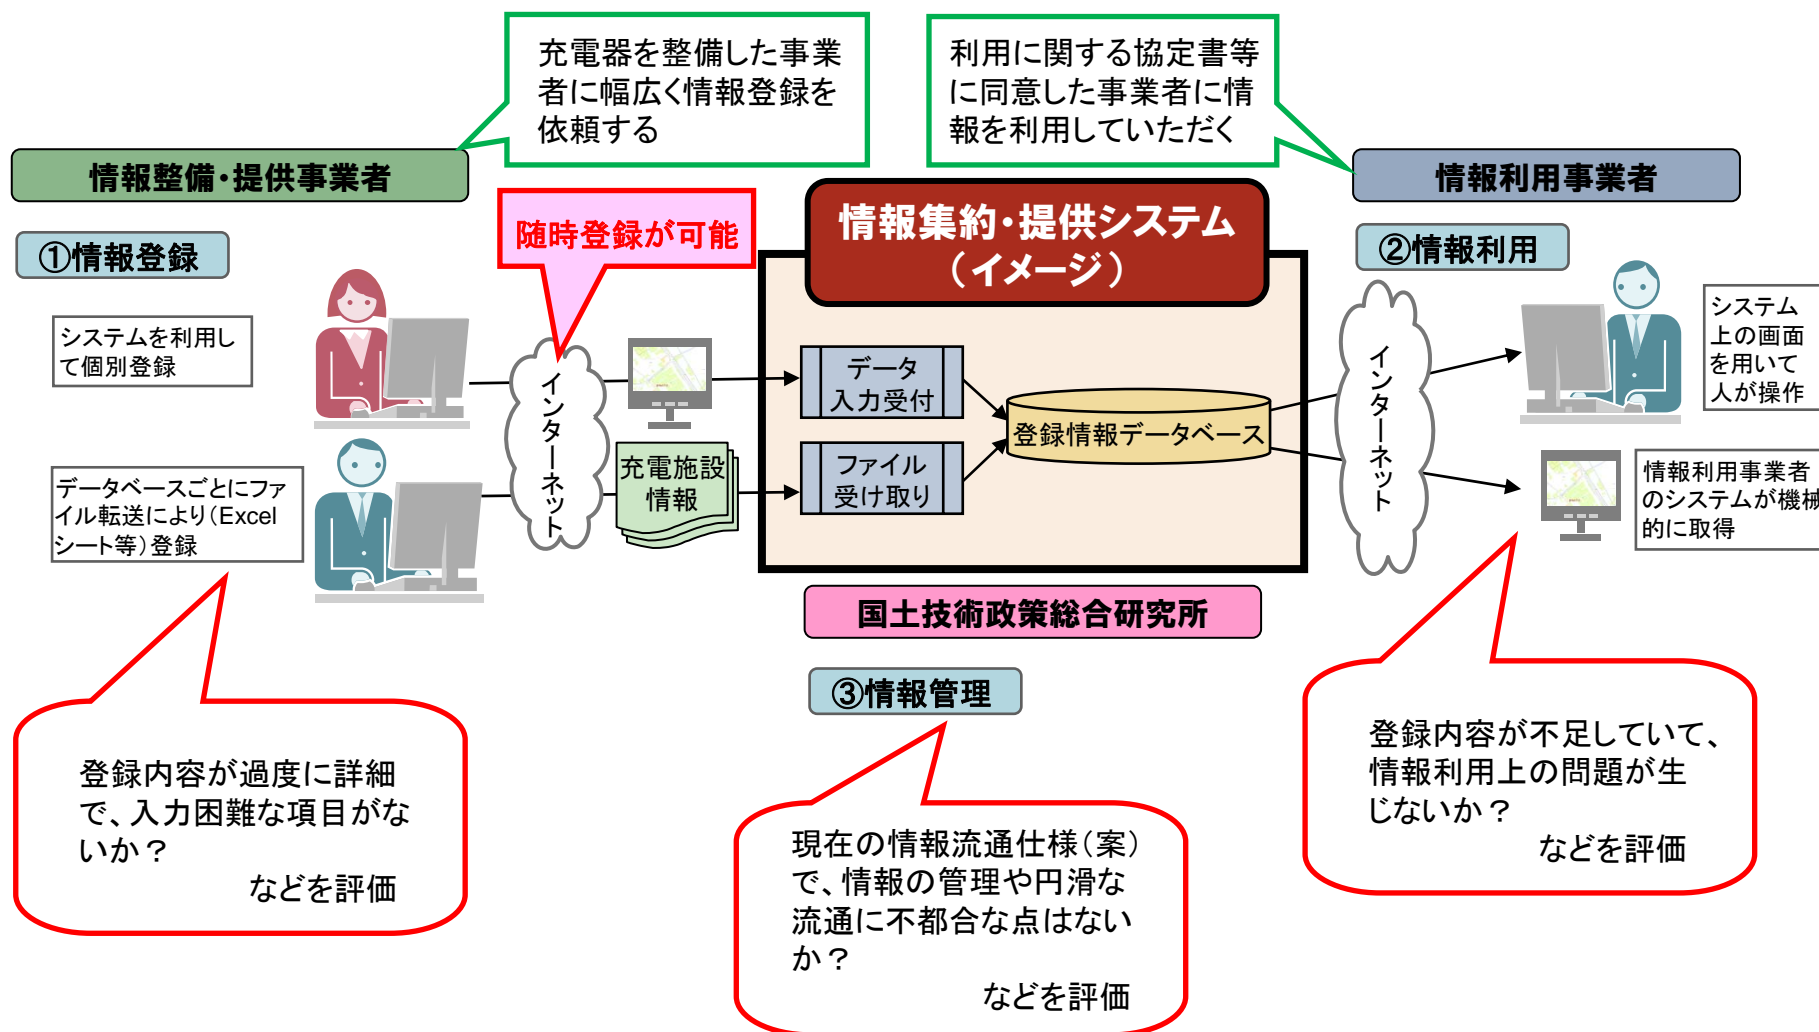 充電器を整備した事業
者に幅広く情報登録を
依頼する
利用に関する協定書等
に同意した事業者に情
報を利用していただく
情報整備・提供事業者
情報利用事業者
随時登録が可能
情報集約・提供システム
（イメージ）
①情報登録
②情報利用
システムを利用し
て個別登録
データベースごとにファ
イル転送により（Excel
シート等）登録
インターネット
充電施設
情報
データ
入力受付
ファイル
受け取り
登録情報データベース
インターネット
システム
上の画面
を用いて
人が操作
情報利用事業者
のシステムが機械
的に取得
国土技術政策総合研究所
③情報管理
登録内容が過度に詳細
で、入力困難な項目がな
いか？
などを評価
現在の情報流通仕様（案）
で、情報の管理や円滑な
流通に不都合な点はない
か？
などを評価
登録内容が不足していて、
情報利用上の問題が生
じないか？
などを評価